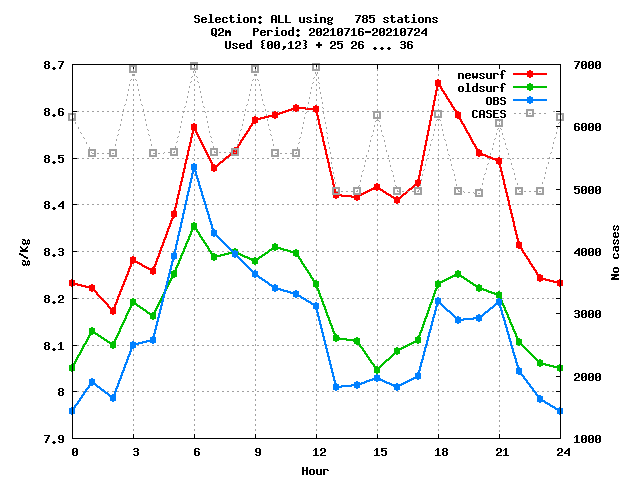 Selection: ALL using   785 stations
Q2m   Period: 20210716-20210724
Used {00,12} + 25 26 ... 36
newsurf
oldsurf
OBS
CASES
8.7
8.6
8.5
8.4
8.3
8.2
8.1
8
7.9
g/Kg
7000
6000
5000
4000
3000
2000
1000
No cases
0 3 6 9 12 15 18 21 24
Hour